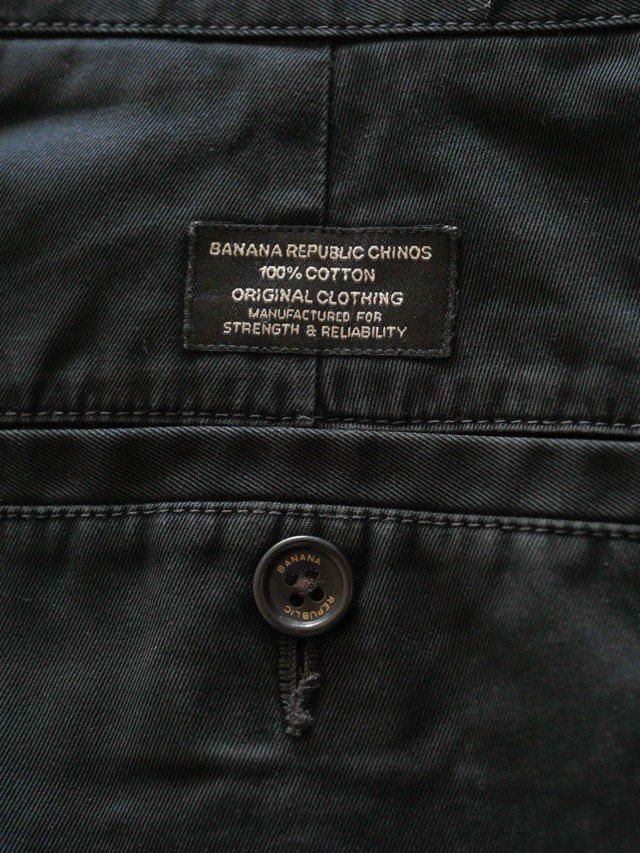 BANANA REPUBLIC CHINOS
100% COTTON
ORIGINAL CLOTHING
MANUFACTURED FOR
STRENGTH & RELIABILITY
BANANA
REPUBLIC